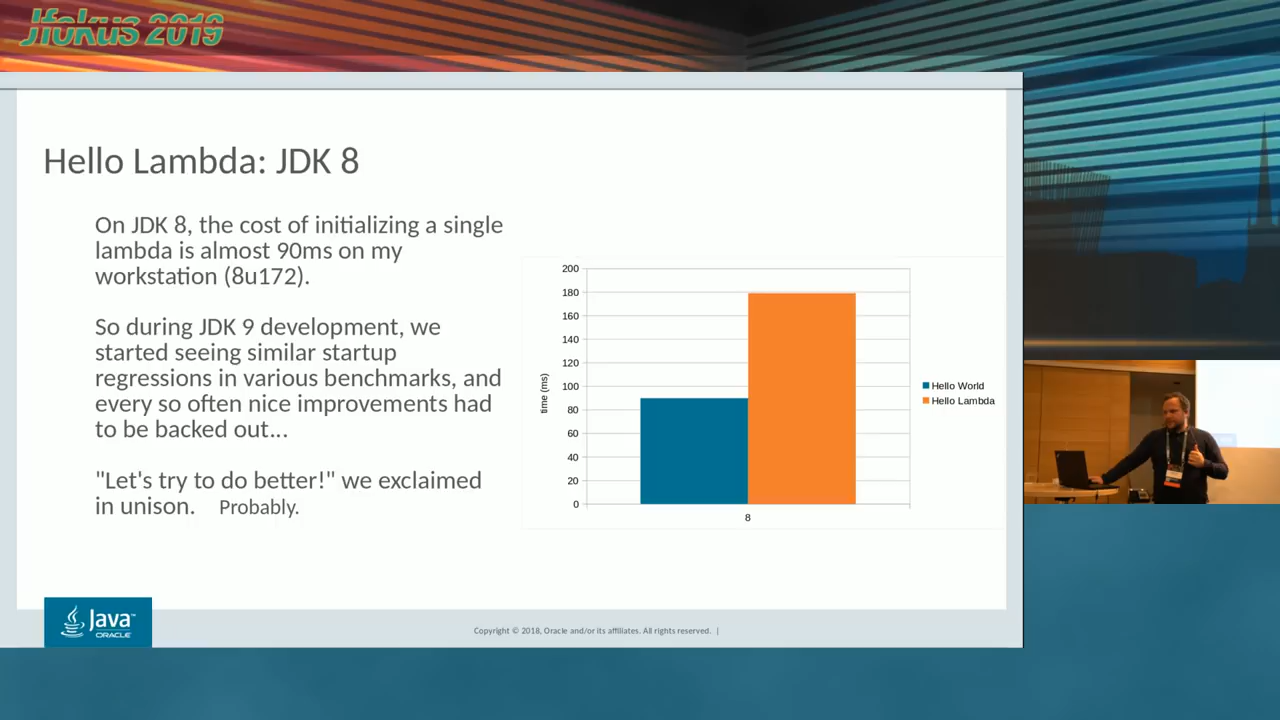 Jfokus 2019
Hello Lambda: JDK 8
On JDK 8, the cost of initializing a single
lambda is almost 90ms on my
workstation (8u172).
So during JDK 9 development, we
started seeing similar startup
regressions in various benchmarks, and
every so often nice improvements had
to be backed out...
"Let's try to do better!" we exclaimed
in unison. Probably.
200
180
160
140
120
100
80
60
40
20
0
time (ms)
8
Hello World
Hello Lambda
Java™
ORACLE
Copyright © 2018, Oracle and/or its affiliates. All rights reserved. |